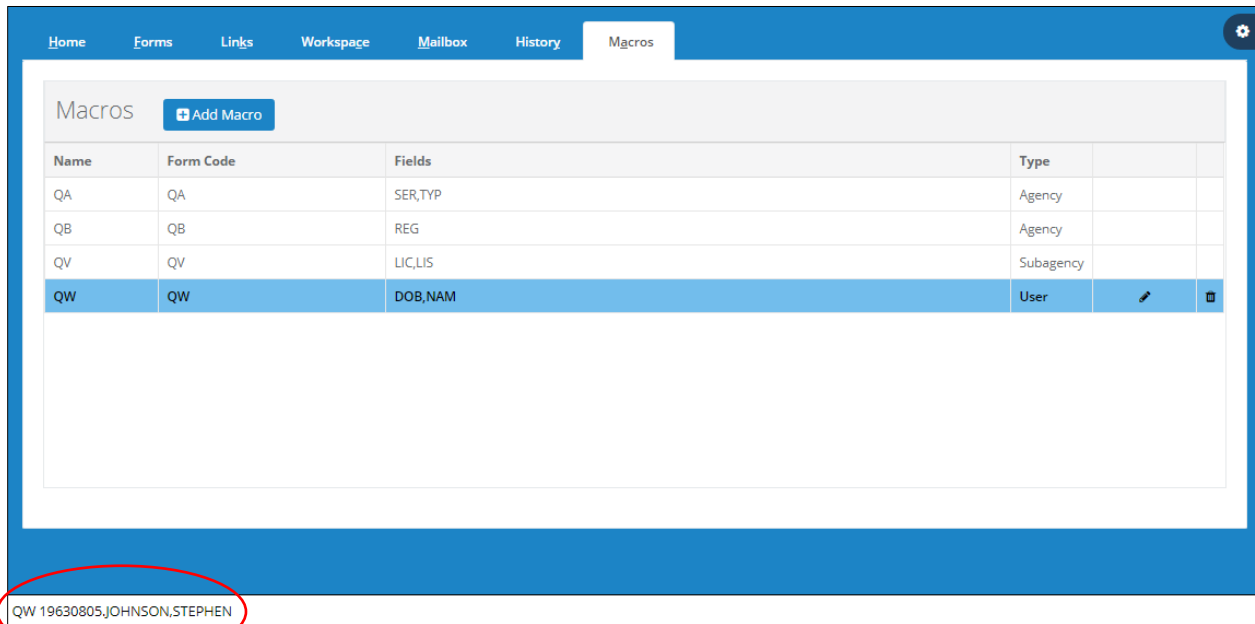 Home Forms Links Workspace Mailbox History Macros
Macros Add Macro
Name Form Code Fields Type
QA QA SER,TYP Agency
QB QB REG Agency
QV QV LIC,LIS Subagency
QW QW DOB,NAM User
QW 19630805.JOHNSON,STEPHEN